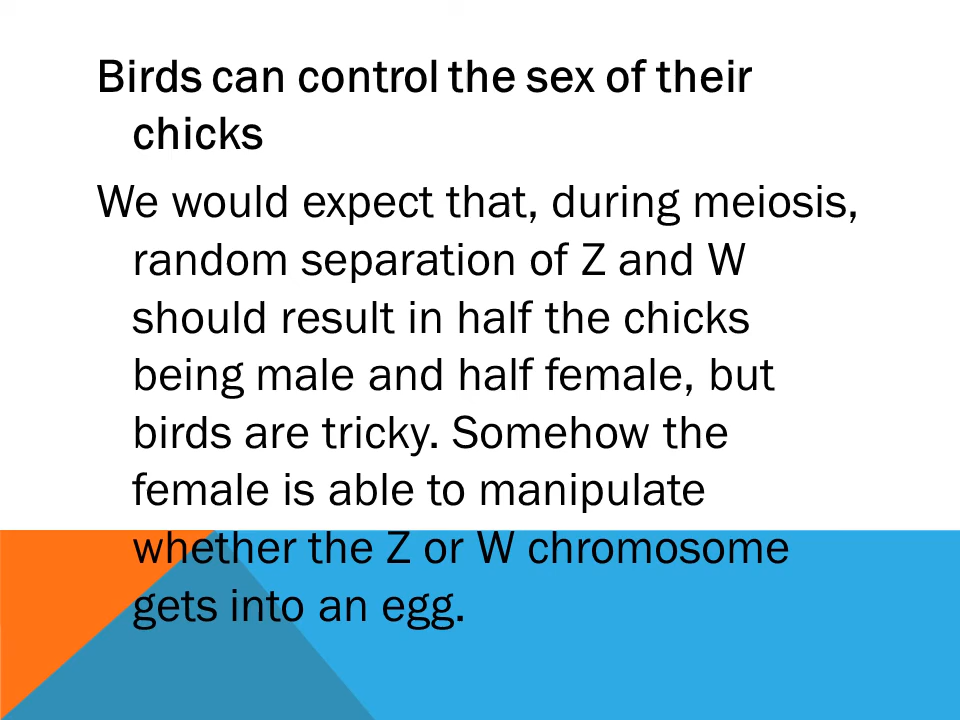 Birds can control the sex of their
chicks
We would expect that, during meiosis,
random separation of Z and W
should result in half the chicks
being male and half female, but
birds are tricky. Somehow the
female is able to manipulate
whether the Z or W chromosome
gets into an egg.